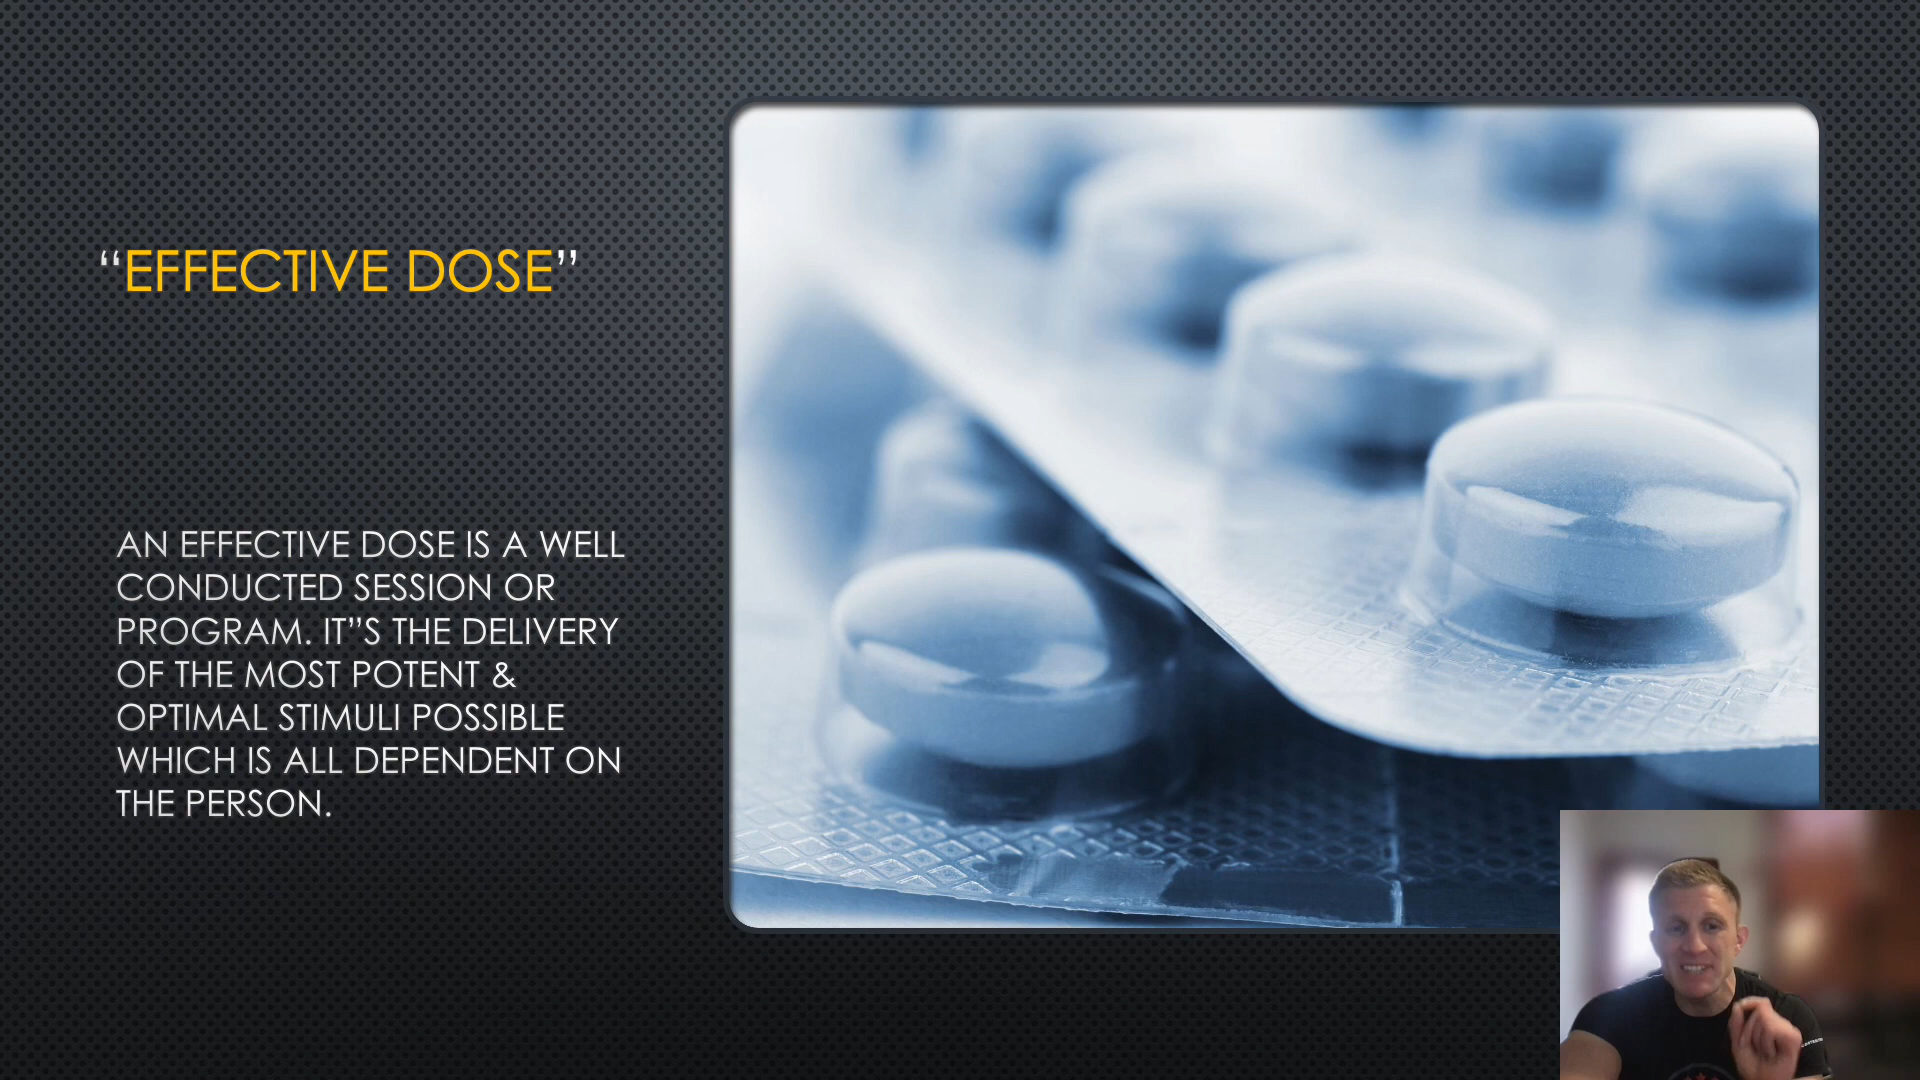 “EFFECTIVE DOSE”
AN EFFECTIVE DOSE IS A WELL
CONDUCTED SESSION OR
PROGRAM. IT”S THE DELIVERY
OF THE MOST POTENT &
OPTIMAL STIMULI POSSIBLE
WHICH IS ALL DEPENDENT ON
THE PERSON.